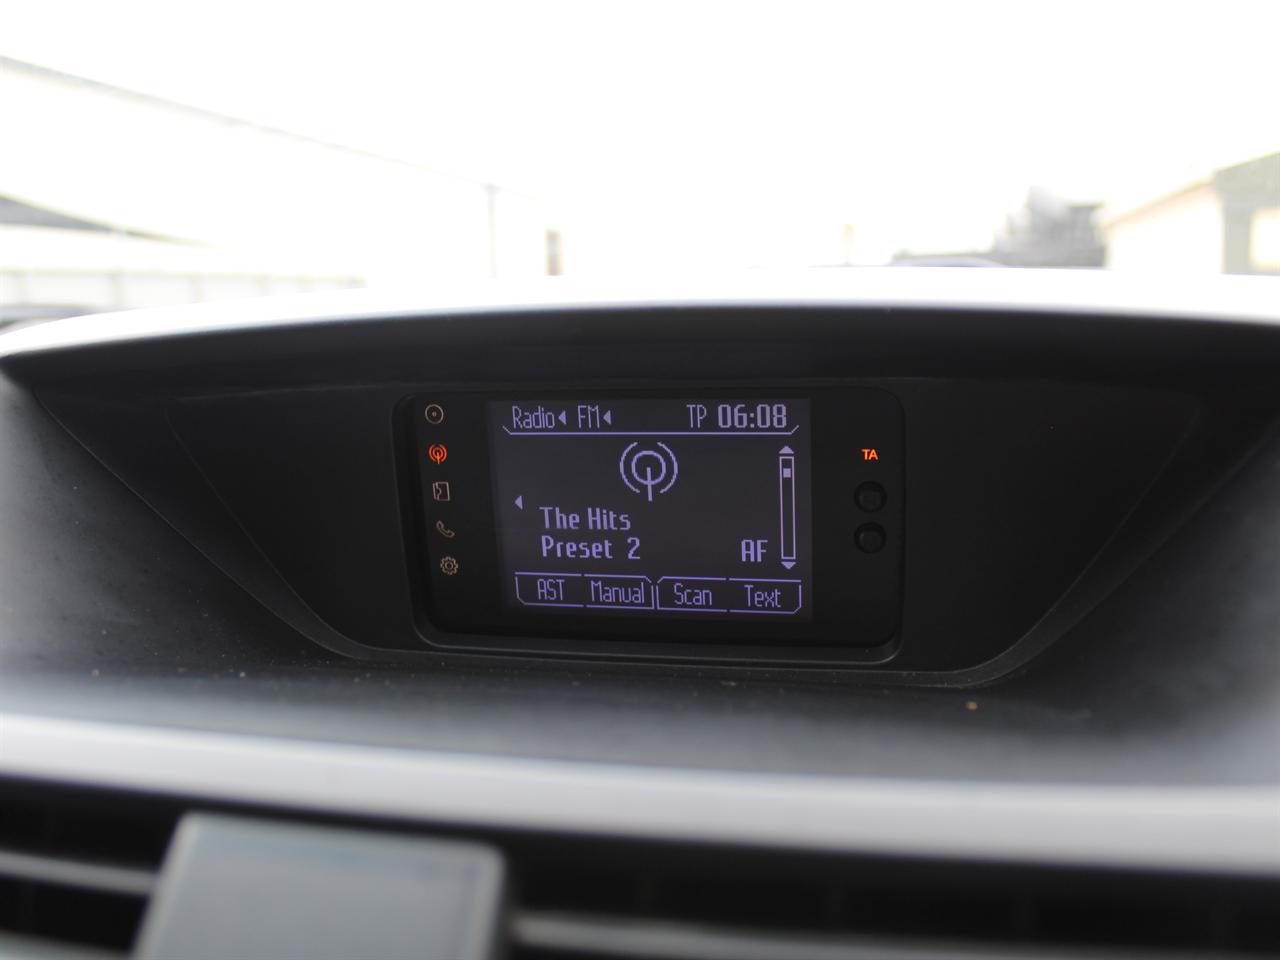 Radio FM TP 06:08
TA
The Hits
Preset 2 AF
AST Manual Scan Text